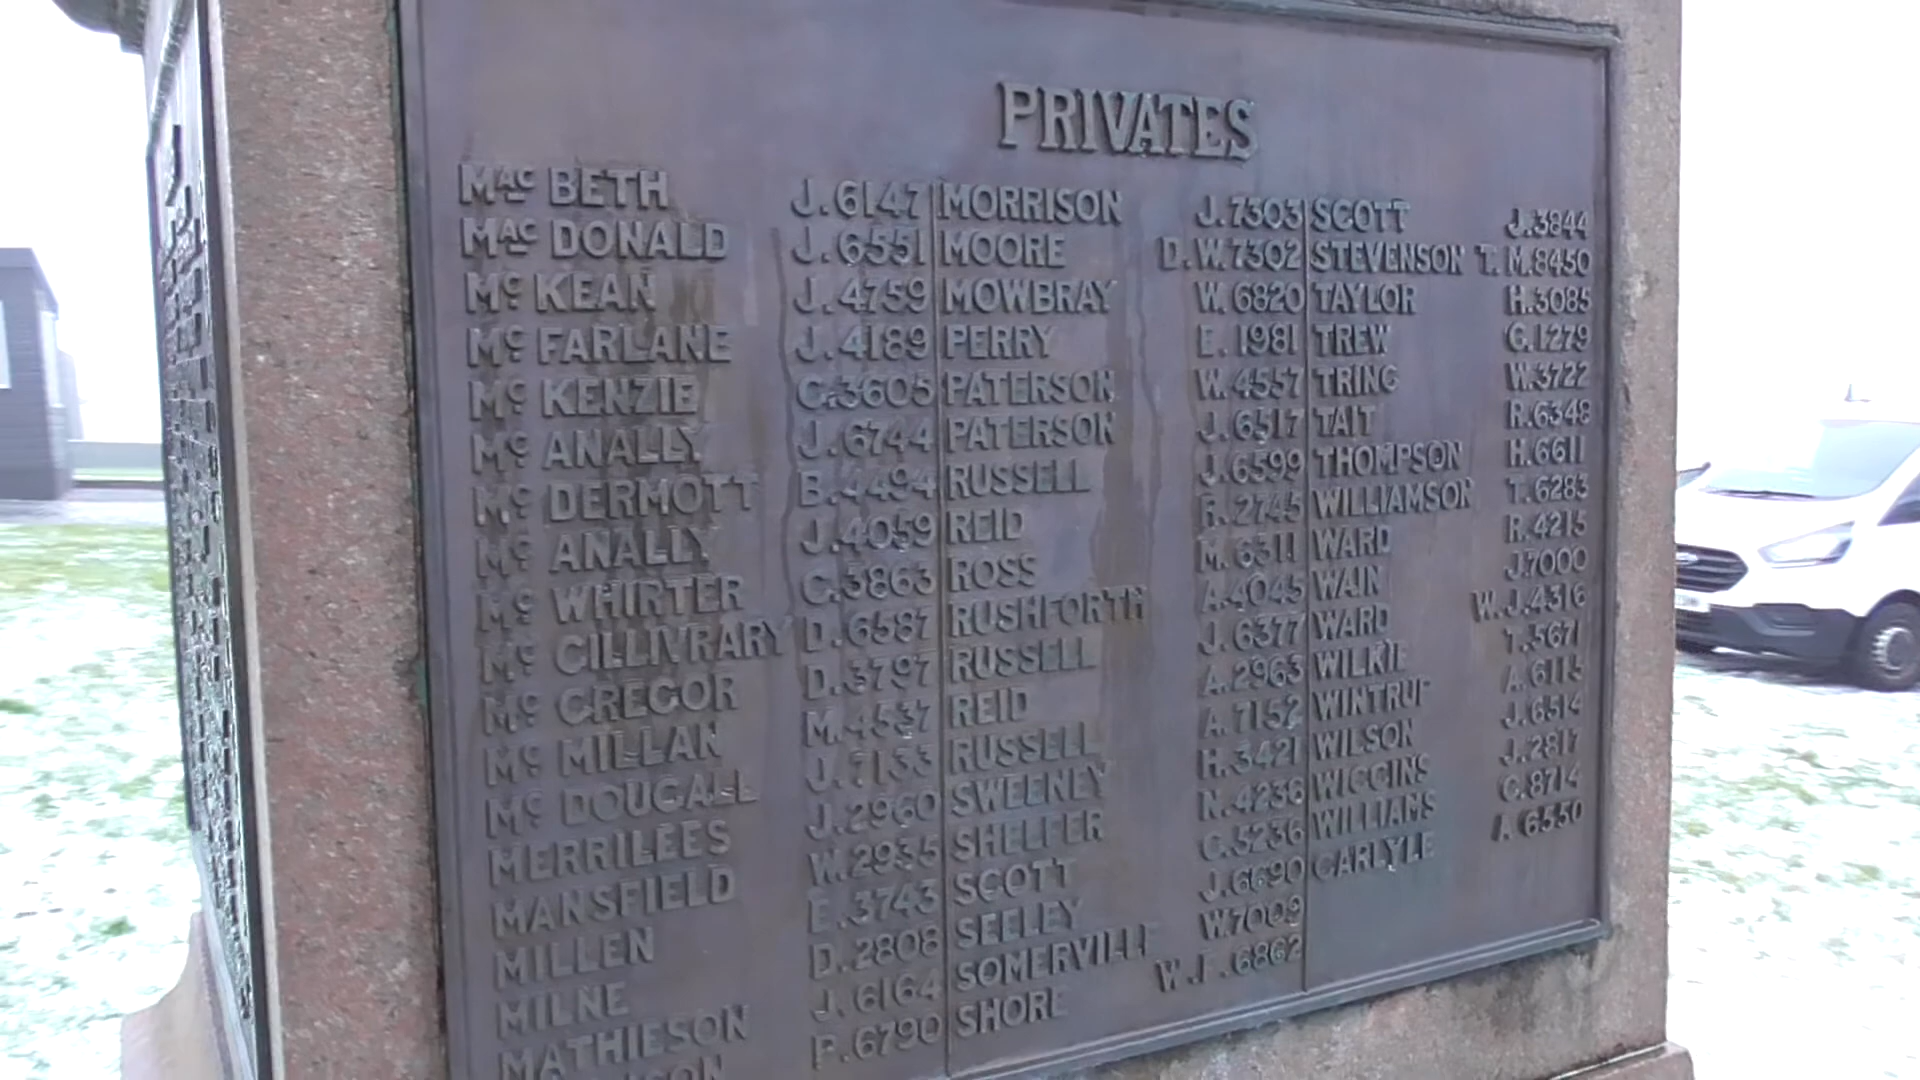 PRIVATES
MAC BETH J.6147
MAC DONALD J.6551
MC KEAN J.4759
MC FARLANE J.4189
MC KENZIE G.3605
MC ANALLY J.6744
MC DERMOTT B.4494
MC ANALLY J.4059
MC WHIRTER C.3863
MC GILLIVRARY D.6587
MC GREGOR D.3797
MC MILLAN M.4537
MC DOUGALL J.7133
MERRILEES J.2960
MANSFIELD W.2935
MILLEN E.3743
MILNE D.2808
MATHIESON J.6164
P.6790
MORRISON J.7303
MOORE D.W.7302
MOWBRAY W.6820
PERRY E.1981
PATERSON W.4557
PATERSON J.6517
RUSSELL J.6599
REID R.2745
ROSS M.6311
RUSHFORTH A.4045
RUSSELL J.6377
REID A.2963
RUSSELL A.7152
SWEENEY H.3421
SHELFER N.4236
SCOTT G.5236
SEELEY J.6690
SOMERVILLE W.7009
SHORE W.F.6862
SCOTT J.3844
STEVENSON T.M.8450
TAYLOR H.3085
TREW G.1279
TRING W.3722
TAIT R.6348
THOMPSON H.6611
WILLIAMSON T.6283
WARD R.4215
WAIN J.7000
WARD W.J.4316
WILKIE T.5671
WINTRUP A.6115
WILSON J.6514
WIGGINS J.2817
WILLIAMS G.8714
CARLYLE A 6550